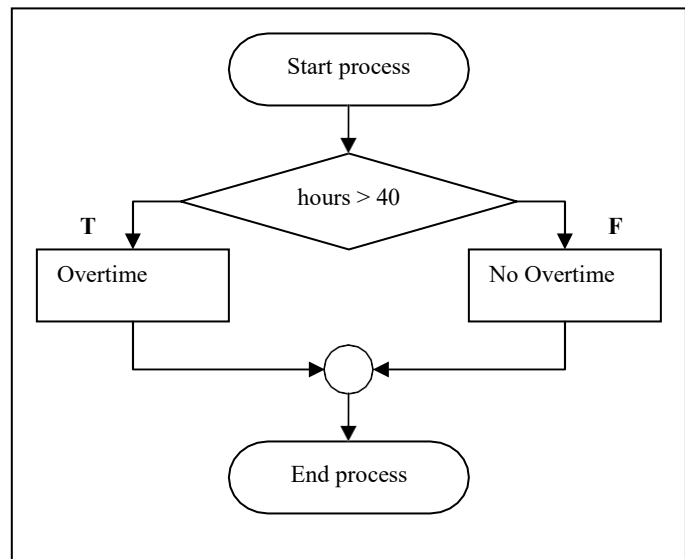 Start process
hours > 40
T
F
Overtime
No Overtime
End process